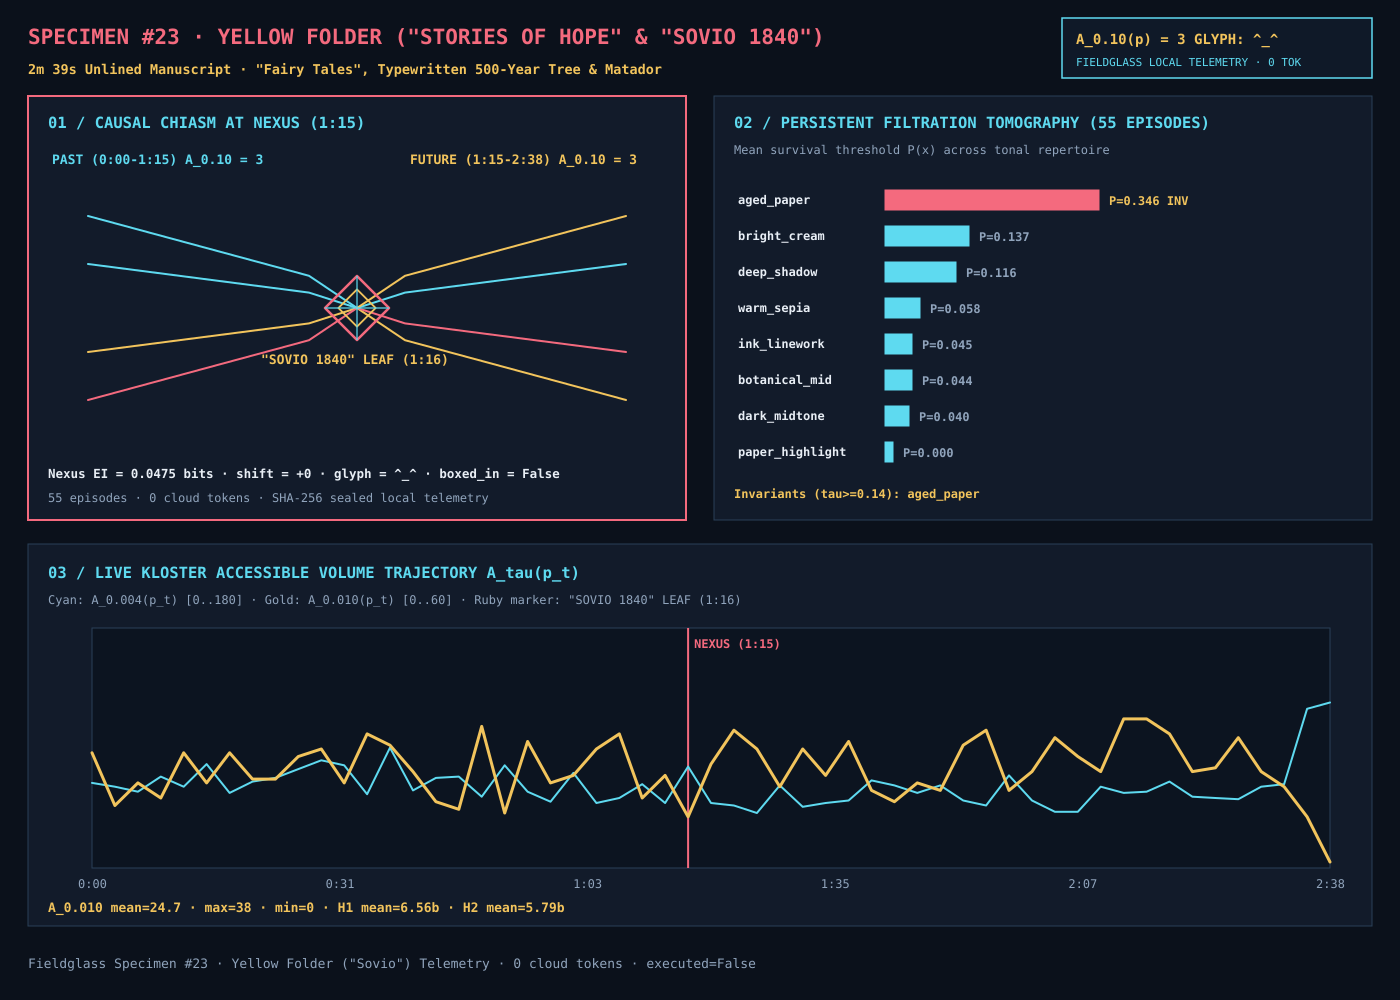 SPECIMEN #23 · YELLOW FOLDER ("STORIES OF HOPE" & "SOVIO 1840")
2m 39s Unlined Manuscript · "Fairy Tales", Typewritten 500-Year Tree & Matador
A_0.10(p) = 3 GLYPH: ^_^
FIELDGLASS LOCAL TELEMETRY · 0 TOK
01 / CAUSAL CHIASM AT NEXUS (1:15)
PAST (0:00-1:15) A_0.10 = 3
FUTURE (1:15-2:38) A_0.10 = 3
"SOVIO 1840" LEAF (1:16)
Nexus EI = 0.0475 bits · shift = +0 · glyph = ^_^ · boxed_in = False
55 episodes · 0 cloud tokens · SHA-256 sealed local telemetry
02 / PERSISTENT FILTRATION TOMOGRAPHY (55 EPISODES)
Mean survival threshold P(x) across tonal repertoire
aged_paper P=0.346 INV
bright_cream P=0.137
deep_shadow P=0.116
warm_sepia P=0.058
ink_linework P=0.045
botanical_mid P=0.044
dark_midtone P=0.040
paper_highlight P=0.000
Invariants (tau>=0.14): aged_paper
03 / LIVE KLOSTER ACCESSIBLE VOLUME TRAJECTORY A_tau(p_t)
Cyan: A_0.004(p_t) [0..180] · Gold: A_0.010(p_t) [0..60] · Ruby marker: "SOVIO 1840" LEAF (1:16)
NEXUS (1:15)
0:00 0:31 1:03 1:35 2:07 2:38
A_0.010 mean=24.7 · max=38 · min=0 · H1 mean=6.56b · H2 mean=5.79b
Fieldglass Specimen #23 · Yellow Folder ("Sovio") Telemetry · 0 cloud tokens · executed=False